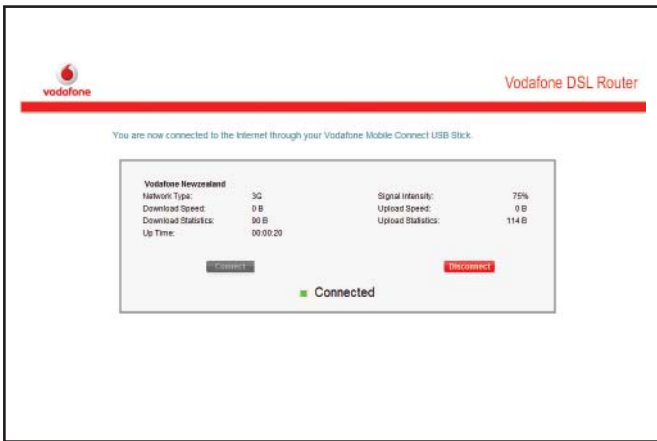 vodafone
Vodafone DSL Router
You are now connected to the Internet through your Vodafone Mobile Connect USB Stick.
Vodafone Newzealand
Network Type: 3G Signal Intensity: 75%
Download Speed: 0 B Upload Speed: 0 B
Download Statistics: 90 B Upload Statistics: 114 B
Up Time: 00:00:20
Connect Disconnect
Connected